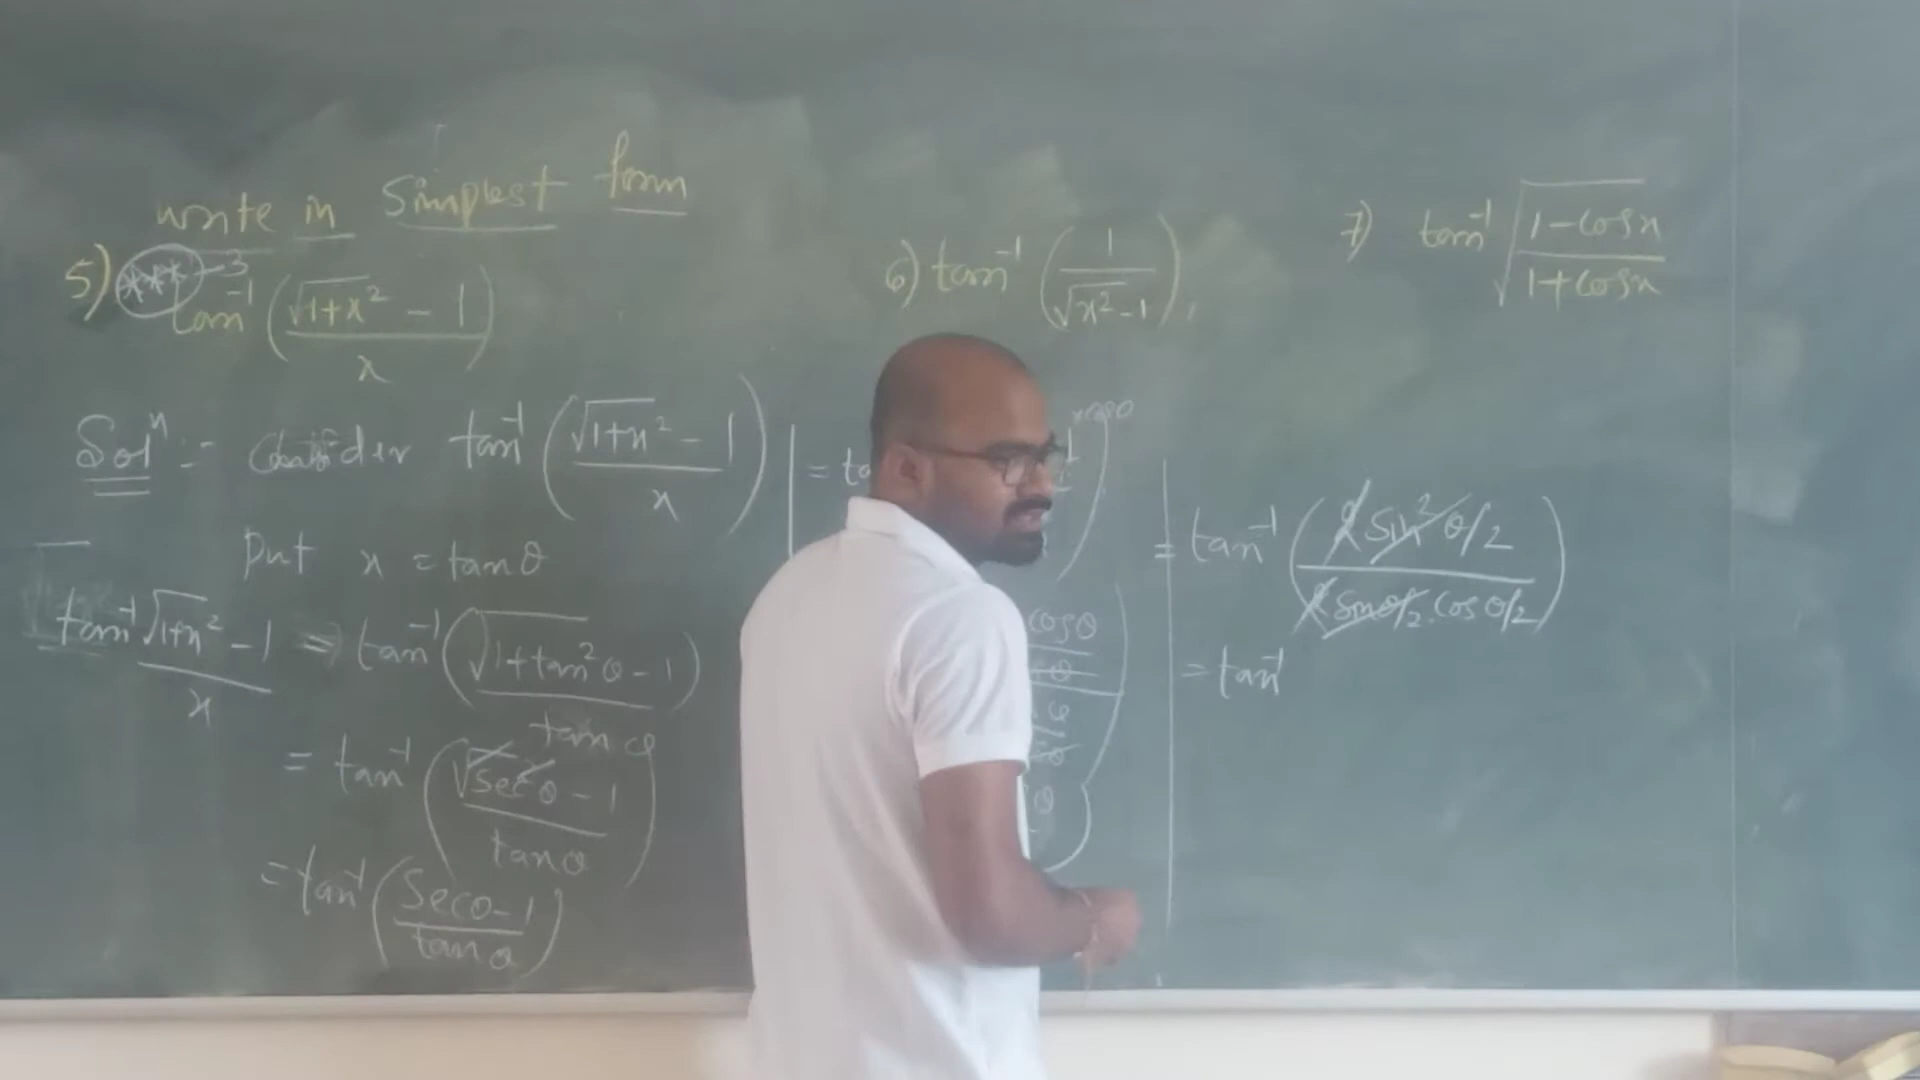 write in simplest form
5) *** -3
tan⁻¹ ( (√1+x² - 1) / x )
Solⁿ :- Consider tan⁻¹ ( (√1+x² - 1) / x )
Put x = tanθ
tan⁻¹ (√1+x² - 1) / x => tan⁻¹ ( (√1+tan²θ - 1) / tanθ )
= tan⁻¹ ( (√sec²θ - 1) / tanθ )
= tan⁻¹ ( (secθ-1) / tanθ )
6) tan⁻¹ ( 1 / √x²-1 ),
7) tan⁻¹ √ (1-cosx) / (1+cosx)
cosθ
= tan⁻¹ ( (2 sin²θ/2) / (2 sinθ/2 . cosθ/2) )
= tan⁻¹